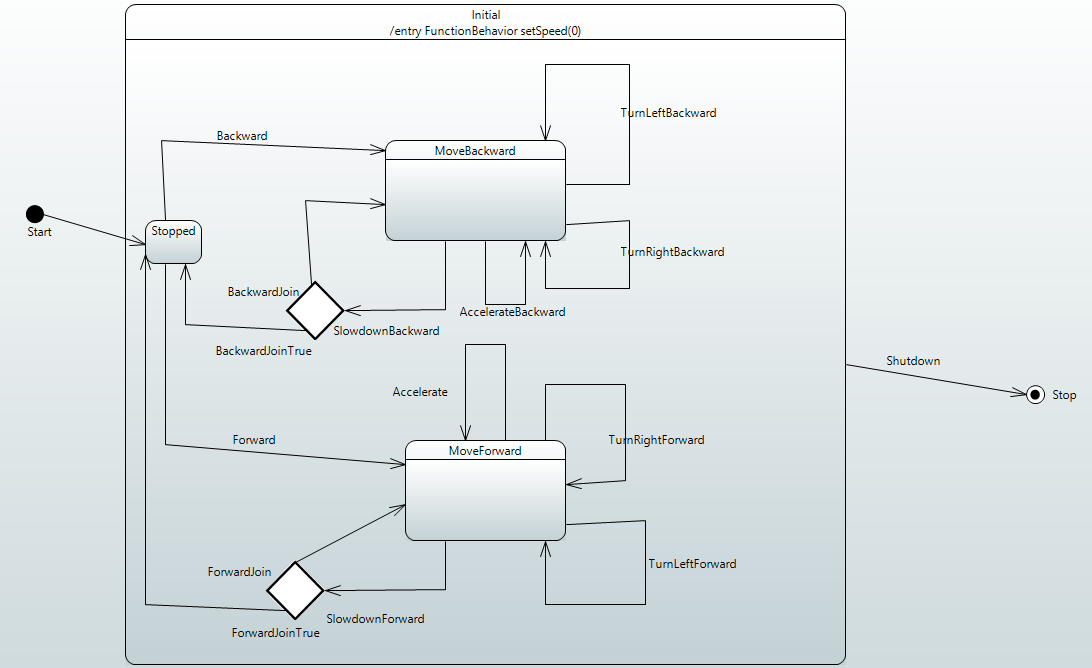 Initial
/entry FunctionBehavior setSpeed(0)
TurnLeftBackward
Backward
MoveBackward
Start
Stopped
TurnRightBackward
BackwardJoin
AccelerateBackward
SlowdownBackward
BackwardJoinTrue
Shutdown
Stop
Accelerate
Forward
TurnRightForward
MoveForward
TurnLeftForward
ForwardJoin
SlowdownForward
ForwardJoinTrue